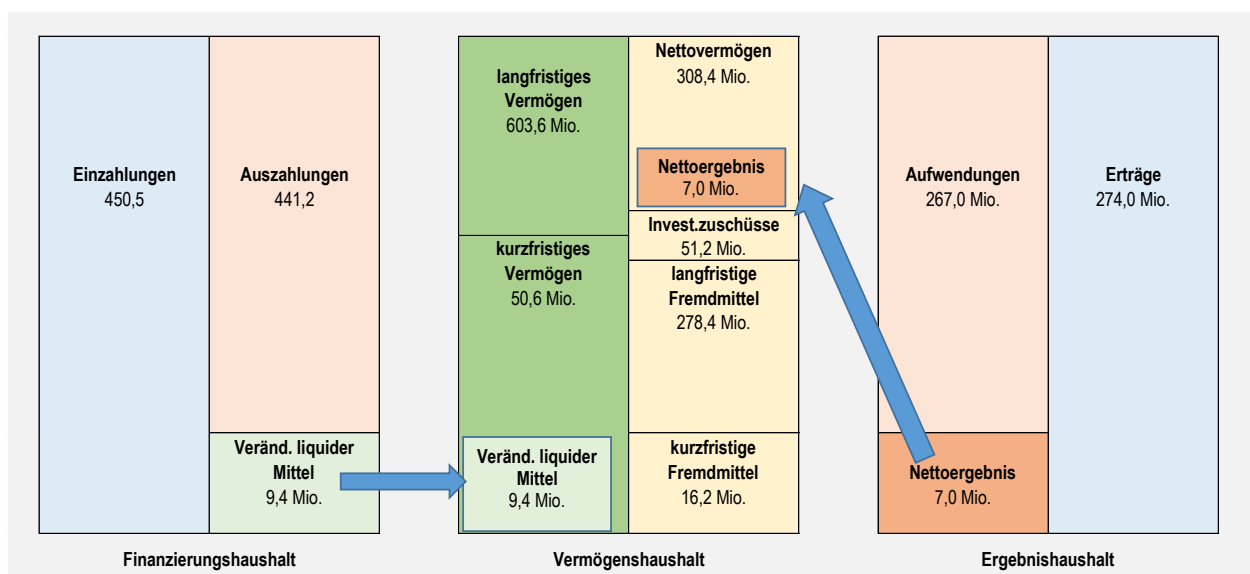 Einzahlungen
450,5
Auszahlungen
441,2
Veränd. liquider
Mittel
9,4 Mio.
Finanzierungshaushalt
langfristiges
Vermögen
603,6 Mio.
kurzfristiges
Vermögen
50,6 Mio.
Veränd. liquider
Mittel
9,4 Mio.
Nettovermögen
308,4 Mio.
Nettoergebnis
7,0 Mio.
Invest.zuschüsse
51,2 Mio.
langfristige
Fremdmittel
278,4 Mio.
kurzfristige
Fremdmittel
16,2 Mio.
Vermögenshaushalt
Aufwendungen
267,0 Mio.
Nettoergebnis
7,0 Mio.
Erträge
274,0 Mio.
Ergebnishaushalt